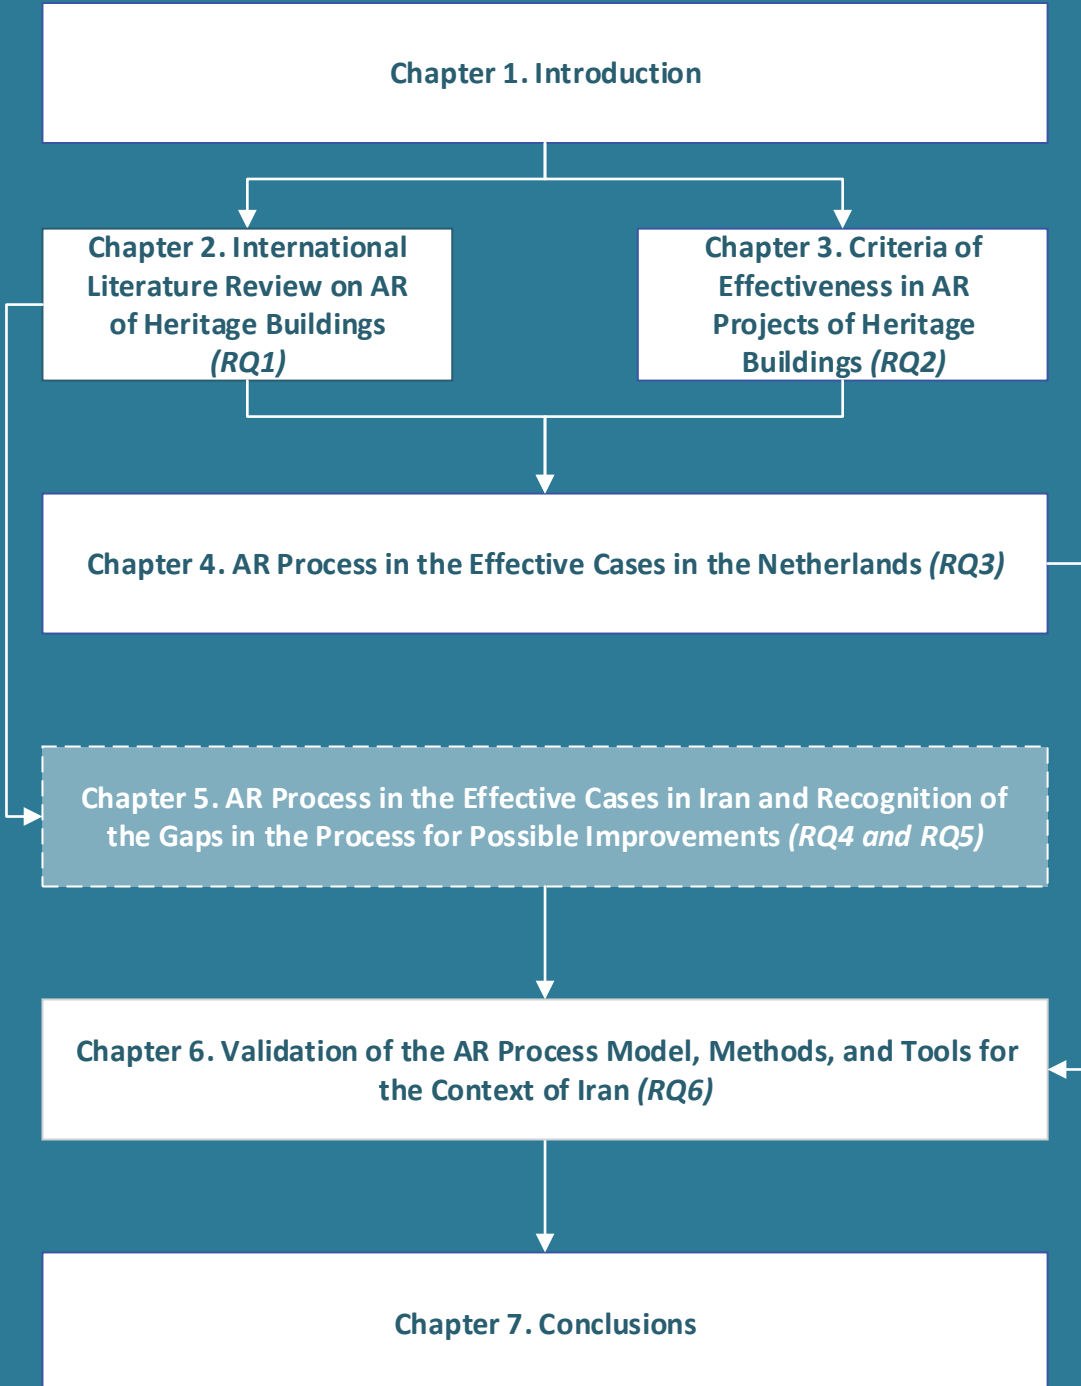 Chapter 1. Introduction
Chapter 2. International
Literature Review on AR
of Heritage Buildings
(RQ1)
Chapter 3. Criteria of
Effectiveness in AR
Projects of Heritage
Buildings (RQ2)
Chapter 4. AR Process in the Effective Cases in the Netherlands (RQ3)
Chapter 5. AR Process in the Effective Cases in Iran and Recognition of
the Gaps in the Process for Possible Improvements (RQ4 and RQ5)
Chapter 6. Validation of the AR Process Model, Methods, and Tools for
the Context of Iran (RQ6)
Chapter 7. Conclusions